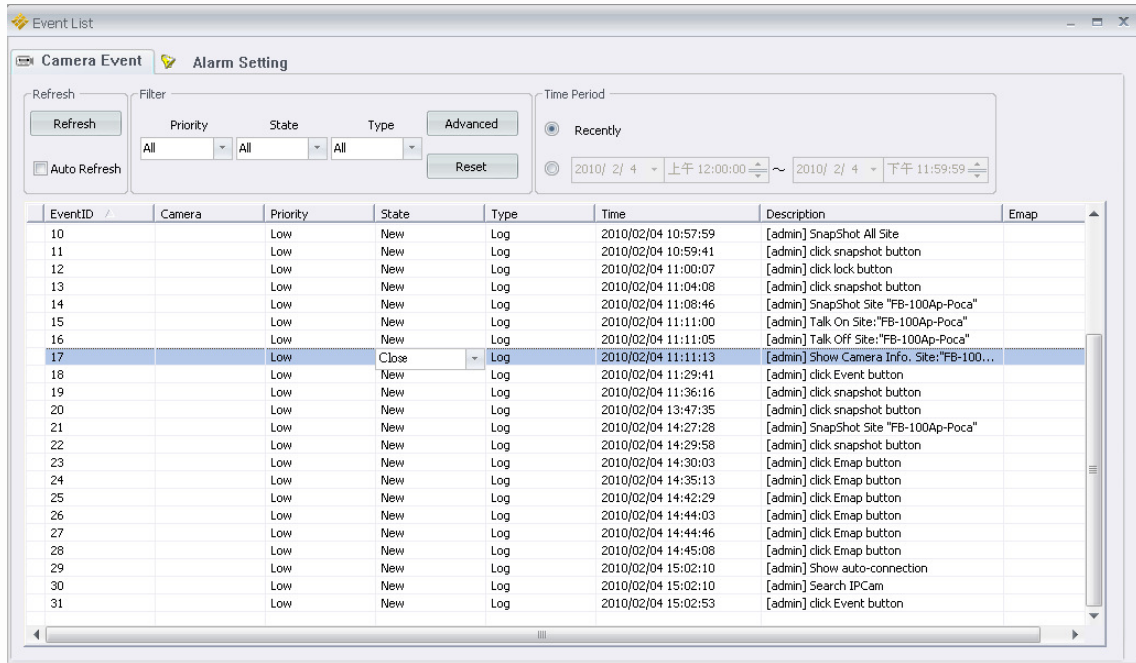 Event List
Camera Event Alarm Setting
Refresh Filter Time Period
Refresh Priority State Type Advanced Recently
All All All
Auto Refresh Reset 2010/ 2/ 4 上午 12:00:00 ~ 2010/ 2/ 4 下午 11:59:59
EventID Camera Priority State Type Time Description Emap
10 Low New Log 2010/02/04 10:57:59 [admin] SnapShot All Site
11 Low New Log 2010/02/04 10:59:41 [admin] click snapshot button
12 Low New Log 2010/02/04 11:00:07 [admin] click lock button
13 Low New Log 2010/02/04 11:04:08 [admin] click snapshot button
14 Low New Log 2010/02/04 11:08:46 [admin] SnapShot Site "FB-100Ap-Poca"
15 Low New Log 2010/02/04 11:11:00 [admin] Talk On Site:"FB-100Ap-Poca"
16 Low New Log 2010/02/04 11:11:05 [admin] Talk Off Site:"FB-100Ap-Poca"
17 Low Close Log 2010/02/04 11:11:13 [admin] Show Camera Info. Site:"FB-100...
18 Low New Log 2010/02/04 11:29:41 [admin] click Event button
19 Low New Log 2010/02/04 11:36:16 [admin] click snapshot button
20 Low New Log 2010/02/04 13:47:35 [admin] click snapshot button
21 Low New Log 2010/02/04 14:27:28 [admin] SnapShot Site "FB-100Ap-Poca"
22 Low New Log 2010/02/04 14:29:58 [admin] click snapshot button
23 Low New Log 2010/02/04 14:30:03 [admin] click Emap button
24 Low New Log 2010/02/04 14:35:13 [admin] click Emap button
25 Low New Log 2010/02/04 14:42:29 [admin] click Emap button
26 Low New Log 2010/02/04 14:44:03 [admin] click Emap button
27 Low New Log 2010/02/04 14:44:46 [admin] click Emap button
28 Low New Log 2010/02/04 14:45:08 [admin] click Emap button
29 Low New Log 2010/02/04 15:02:10 [admin] Show auto-connection
30 Low New Log 2010/02/04 15:02:10 [admin] Search IPCam
31 Low New Log 2010/02/04 15:02:53 [admin] click Event button